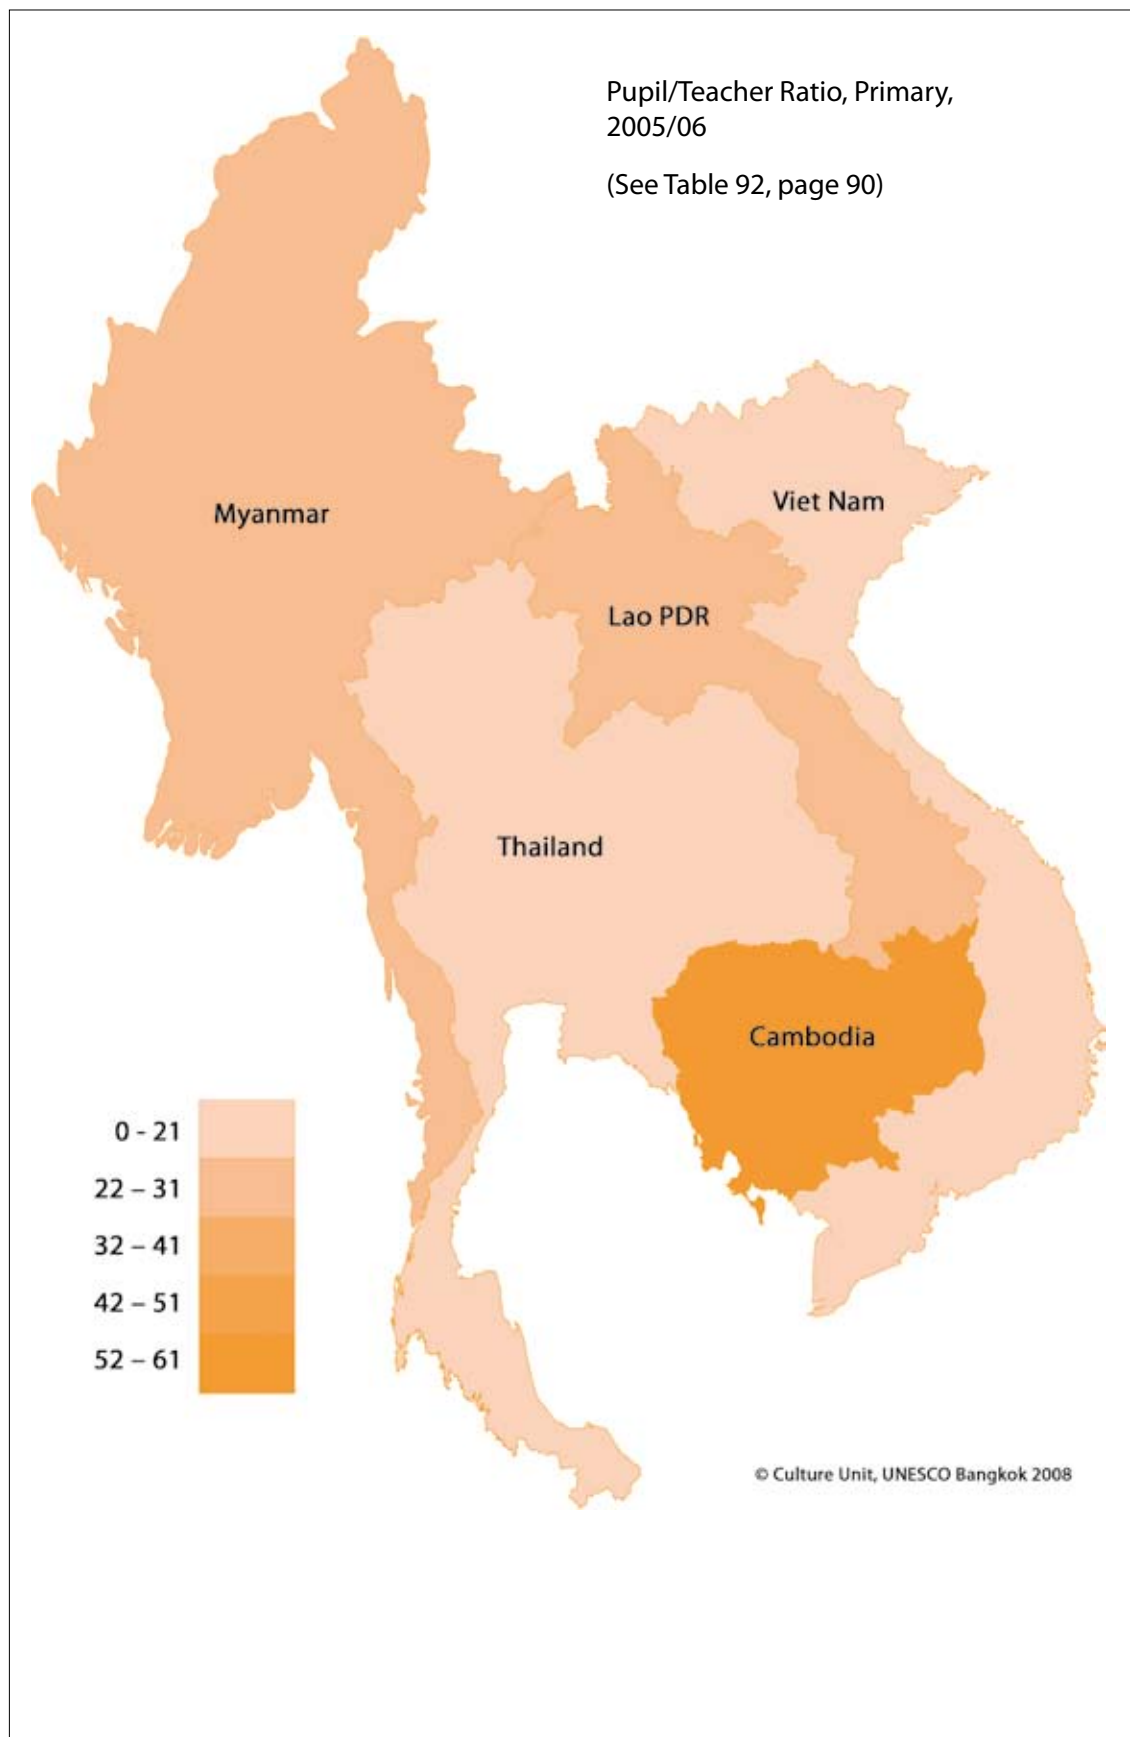 Pupil/Teacher Ratio, Primary,
2005/06
(See Table 92, page 90)
Myanmar
Viet Nam
Lao PDR
Thailand
Cambodia
0 - 21
22 – 31
32 – 41
42 – 51
52 – 61
© Culture Unit, UNESCO Bangkok 2008